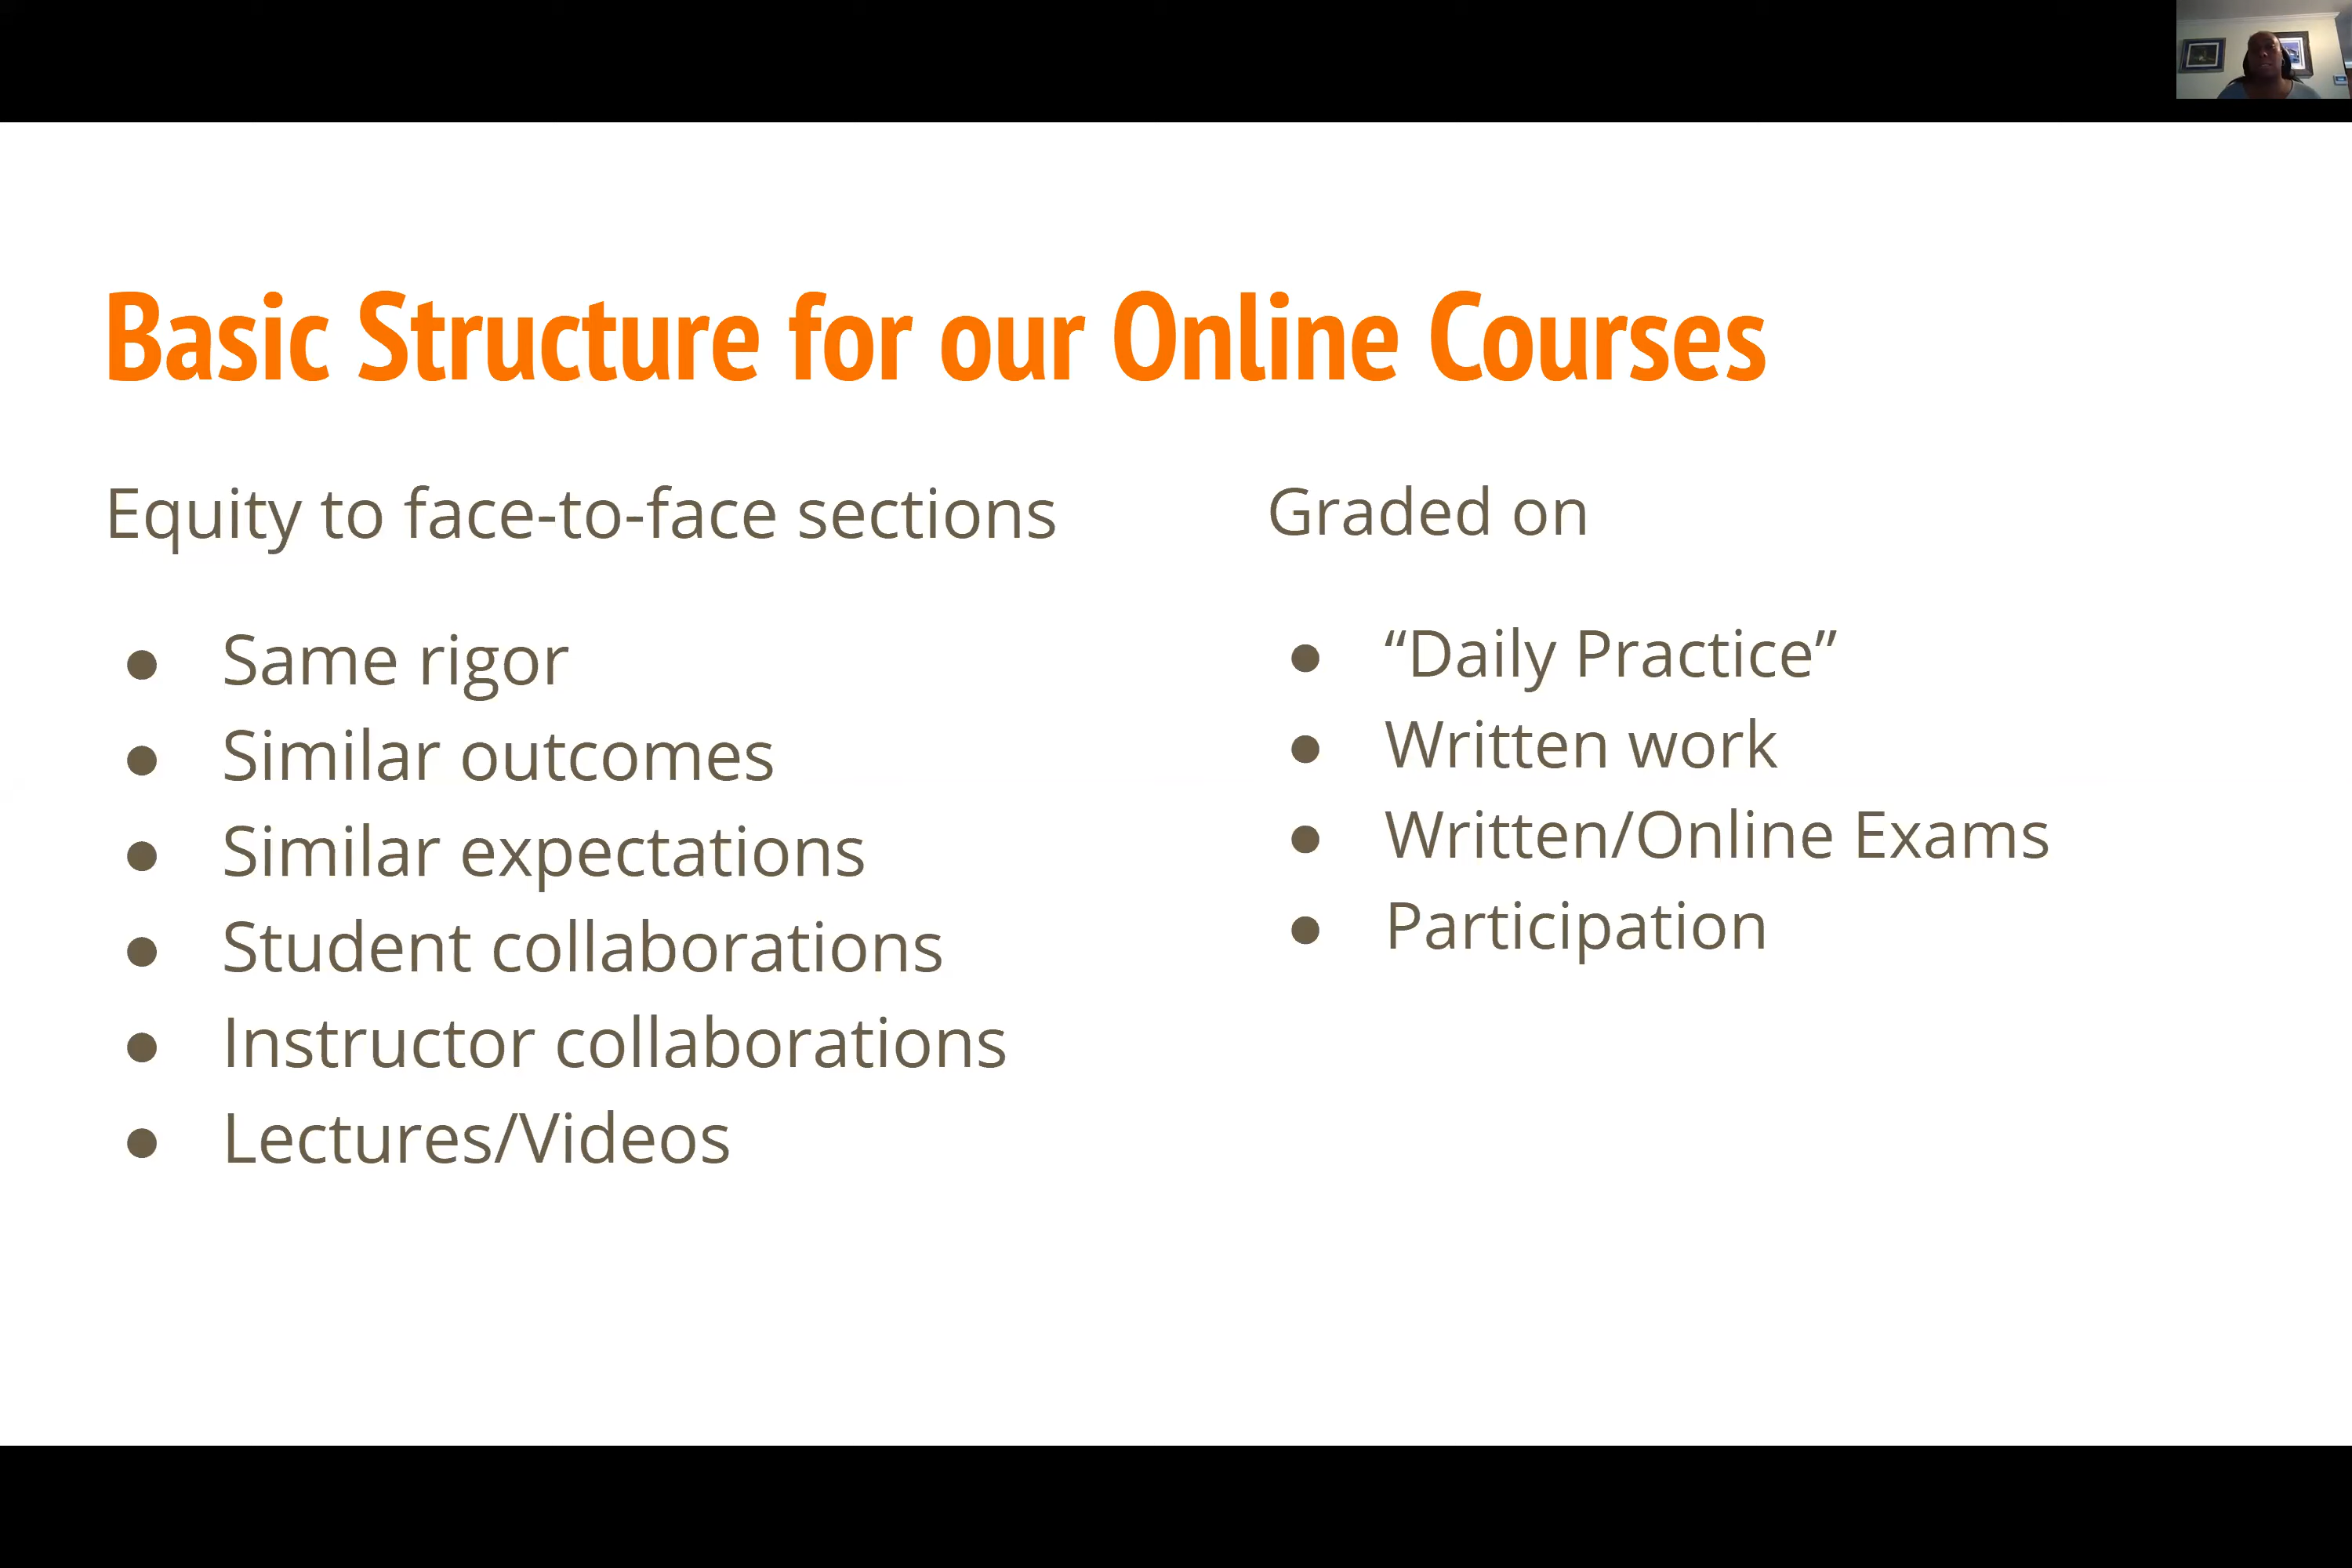 Basic Structure for our Online Courses
Equity to face-to-face sections
● Same rigor
● Similar outcomes
● Similar expectations
● Student collaborations
● Instructor collaborations
● Lectures/Videos
Graded on
● “Daily Practice”
● Written work
● Written/Online Exams
● Participation